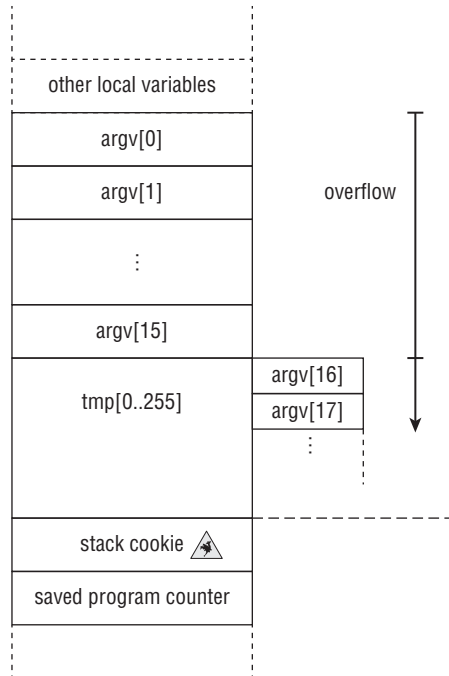 other local variables
argv[0]
argv[1]
overflow
⋮
argv[15]
argv[16]
tmp[0..255]
argv[17]
⋮
stack cookie
saved program counter